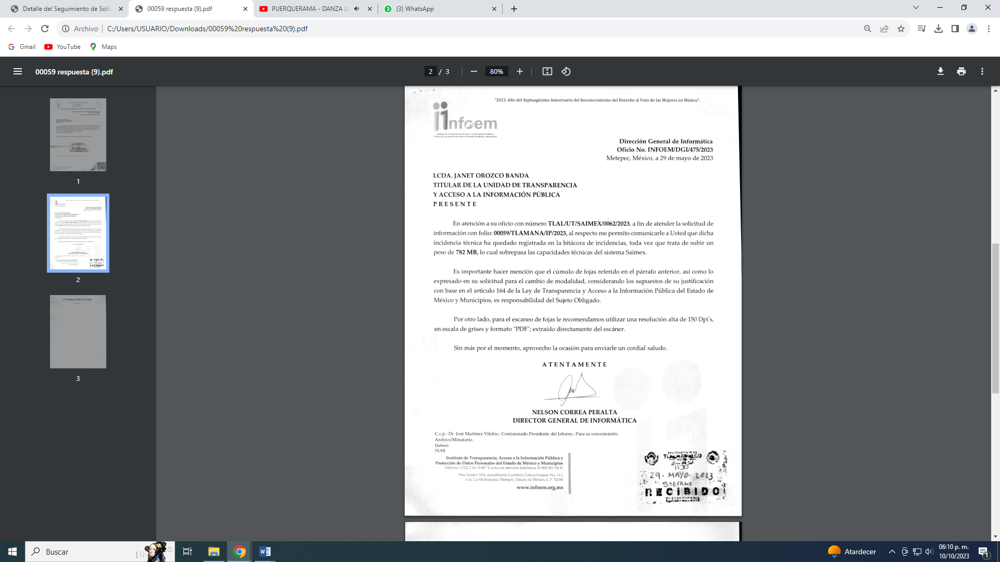 Detalle del Seguimiento de Solic
00059 respuesta (9).pdf
PUERQUERAMA - DANZA LU
(3) WhatsApp
Archivo
C:/Users/USUARIO/Downloads/00059%20respuesta%20(9).pdf
Gmail
YouTube
Maps
00059 respuesta (9).pdf
2 / 3
80%
1
2
3
"2023. Año del Septuagésimo Aniversario del Reconocimiento del Derecho al Voto de las Mujeres en México".
infoem
Instituto de Transparencia, Acceso a la Información Pública y
Protección de Datos Personales del Estado de México y Municipios
Dirección General de Informática
Oficio No. INFOEM/DGI/475/2023
Metepec, México, a 29 de mayo de 2023
LCDA. JANET OROZCO BANDA
TITULAR DE LA UNIDAD DE TRANSPARENCIA
Y ACCESO A LA INFORMACIÓN PÚBLICA
P R E S E N T E
En atención a su oficio con número TLAL/UT/SAIMEX/0062/2023, a fin de atender la solicitud de
información con folio: 00059/TLAMANA/IP/2023, al respecto me permito comunicarle a Usted que dicha
incidencia técnica ha quedado registrada en la bitácora de incidencias, toda vez que trata de subir un
peso de 782 MB, lo cual sobrepasa las capacidades técnicas del sistema Saimex.
Es importante hacer mención que el cúmulo de fojas referido en el párrafo anterior, así como lo
expresado en su solicitud para el cambio de modalidad, considerando los supuestos de su justificación
con base en el artículo 164 de la Ley de Transparencia y Acceso a la Información Pública del Estado de
México y Municipios, es responsabilidad del Sujeto Obligado.
Por otro lado, para el escaneo de fojas le recomendamos utilizar una resolución alta de 150 Dpi's,
en escala de grises y formato "PDF"; extraído directamente del escáner.
Sin más por el momento, aprovecho la ocasión para enviarle un cordial saludo.
A T E N T A M E N T E
NELSON CORREA PERALTA
DIRECTOR GENERAL DE INFORMÁTICA
C.c.p.- Dr. José Martínez Vilchis.- Comisionado Presidente del Infoem.- Para su conocimiento.
Archivo/Minutario.
Elaboró:
DLMJ
Instituto de Transparencia, Acceso a la Información Pública y
Protección de Datos Personales del Estado de México y Municipios
Teléfono: (722) 2 26 19 80 * Centro de atención telefónica: 01 800 821 04 41
Pino Suárez S/N, actualmente Carretera Toluca-Ixtapan No. 111,
Col. La Michoacana, Metepec, Estado de México, C.P. 52166
www.infoem.org.mx
AYUNTAMIENTO DE
TLALMANALCO
11:30
29. MAYO. 2023
STEFANY
RECIBIDO
TRANSPARENCIA
Buscar
Atardecer
06:10 p. m.
10/10/2023
1